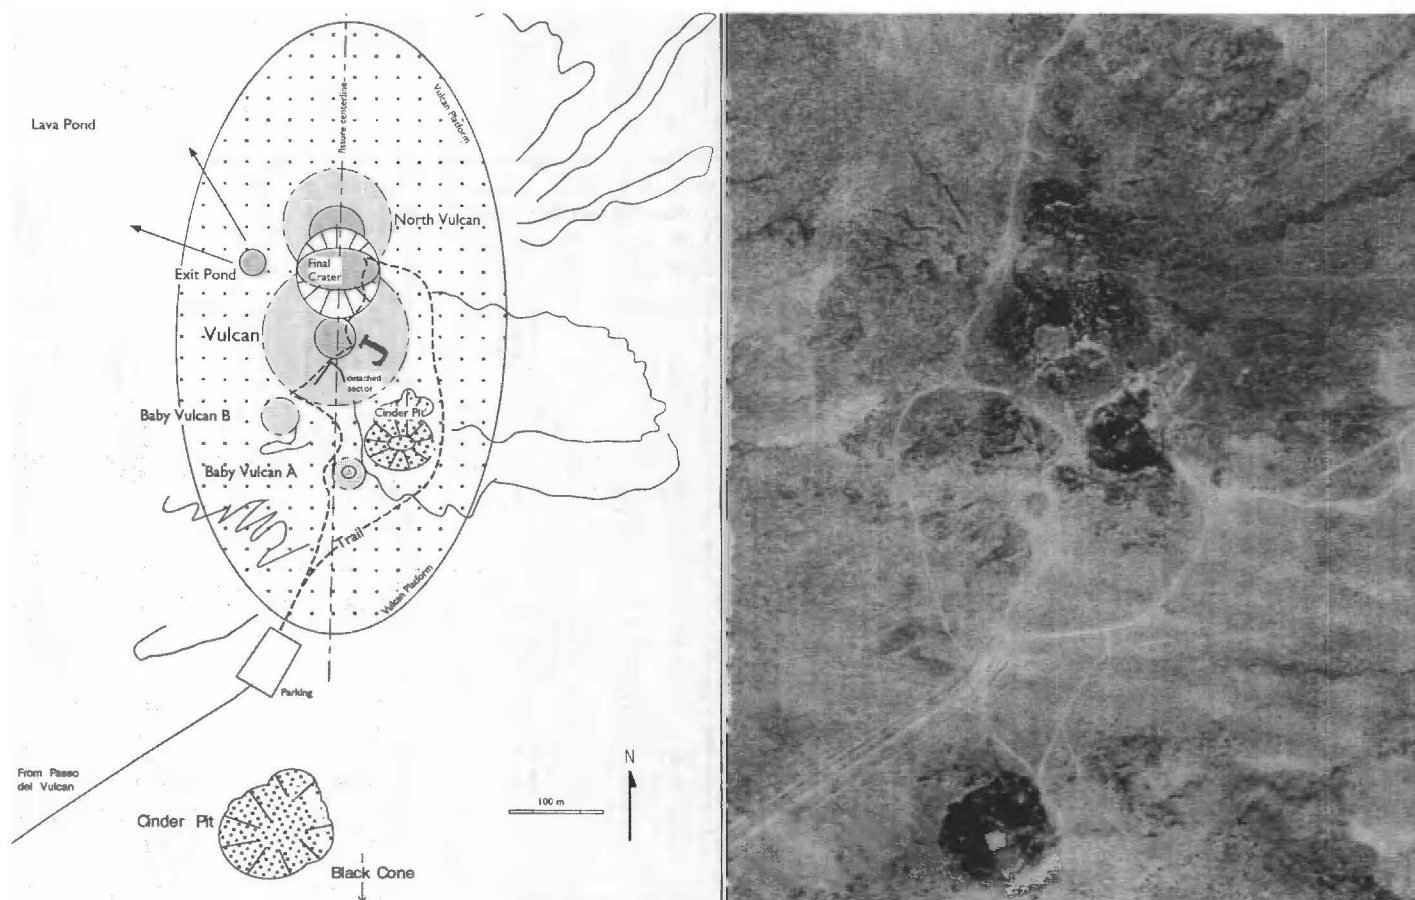 fissure centerline
Vulcan Platform
Lava Pond
North Vulcan
Final
Crater
Exit Pond
Vulcan
J
detached
sector
Baby Vulcan B
Cinder Pit
Baby Vulcan A
Trail
Vulcan Platform
Parking
From Passo
del Vulcan
N
100 m
Cinder Pit
Black Cone